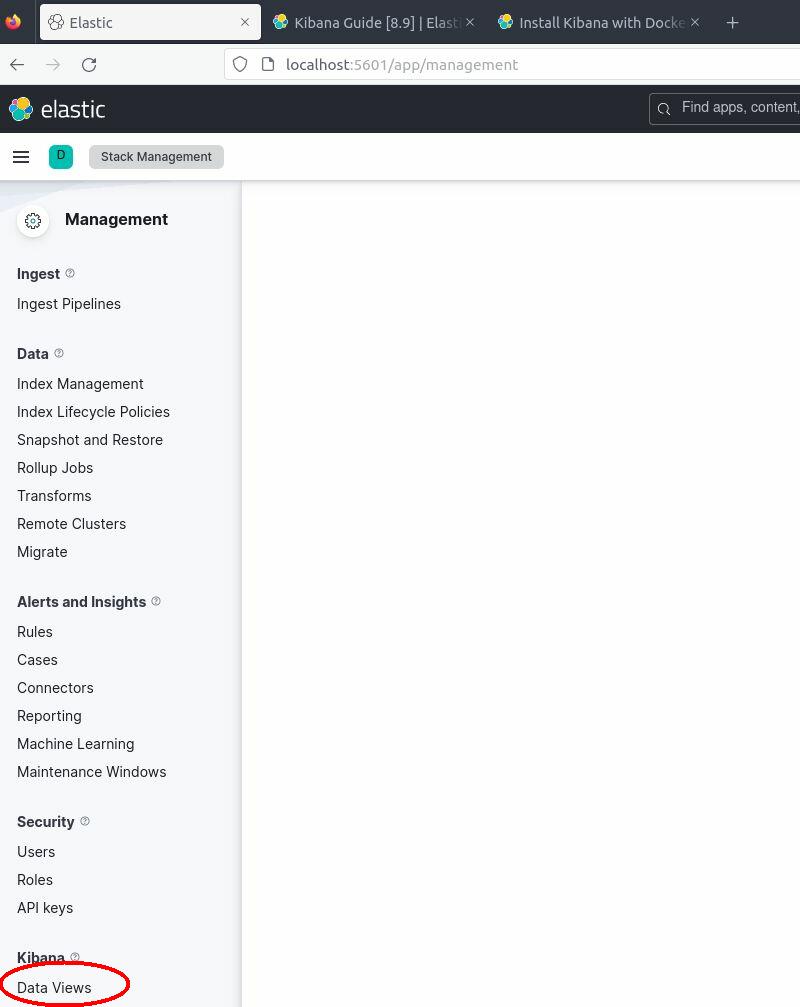 Elastic
Kibana Guide [8.9] | Elasti
Install Kibana with Docke
localhost:5601/app/management
elastic
Find apps, content,
D
Stack Management
Management
Ingest
Ingest Pipelines
Data
Index Management
Index Lifecycle Policies
Snapshot and Restore
Rollup Jobs
Transforms
Remote Clusters
Migrate
Alerts and Insights
Rules
Cases
Connectors
Reporting
Machine Learning
Maintenance Windows
Security
Users
Roles
API keys
Kibana
Data Views